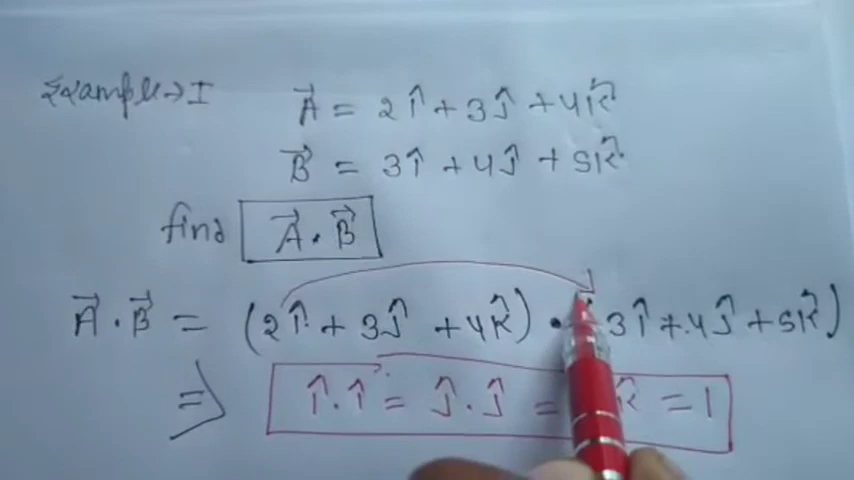 Example → I
A⃗ = 2î + 3ĵ + 4k̂
B⃗ = 3î + 4ĵ + 5k̂
find A⃗ . B⃗
A⃗ . B⃗ = (2î + 3ĵ + 4k̂) • 3î + 4ĵ + 5k̂)
⇒ î . î = ĵ . ĵ = k̂ = 1